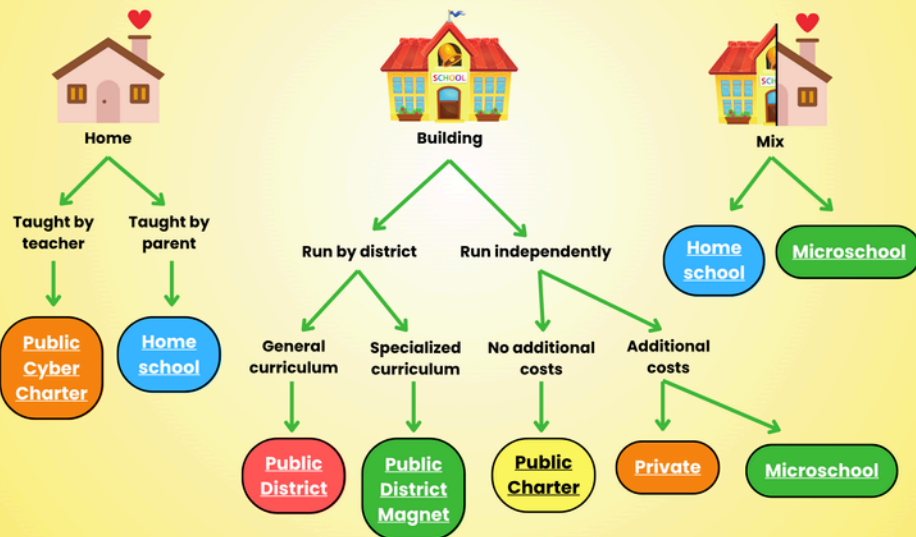 SCHOOL
SC
Home
Building
Mix
Taught by
teacher
Taught by
parent
Run by district
Run independently
Home
school
Microschool
General
curriculum
Specialized
curriculum
No additional
costs
Additional
costs
Public
Cyber
Charter
Home
school
Public
District
Public
District
Magnet
Public
Charter
Private
Microschool